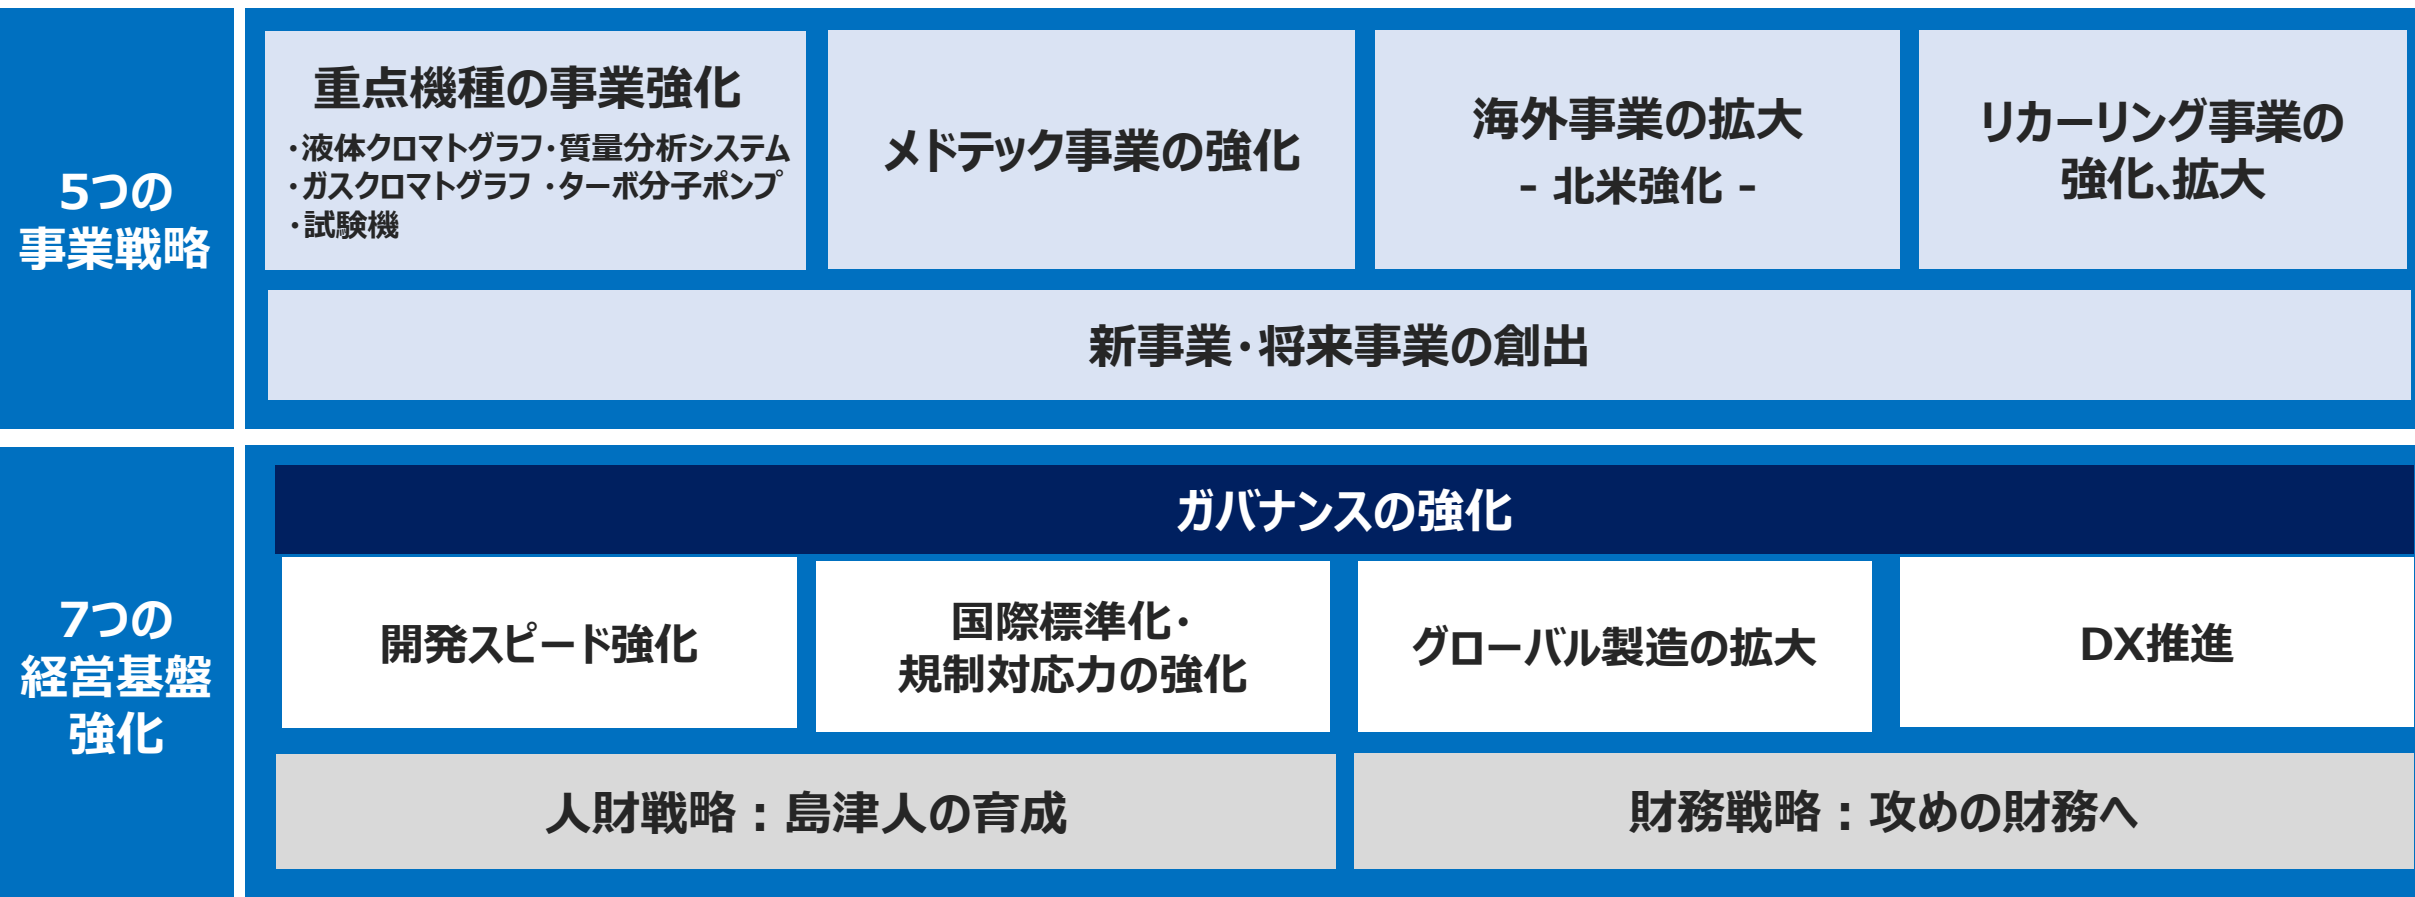 5つの
事業戦略
重点機種の事業強化
・液体クロマトグラフ・質量分析システム
・ガスクロマトグラフ ・ターボ分子ポンプ
・試験機
メドテック事業の強化
海外事業の拡大
- 北米強化 -
リカーリング事業の
強化、拡大
新事業・将来事業の創出
7つの
経営基盤
強化
ガバナンスの強化
開発スピード強化
国際標準化・
規制対応力の強化
グローバル製造の拡大
DX推進
人財戦略：島津人の育成
財務戦略：攻めの財務へ